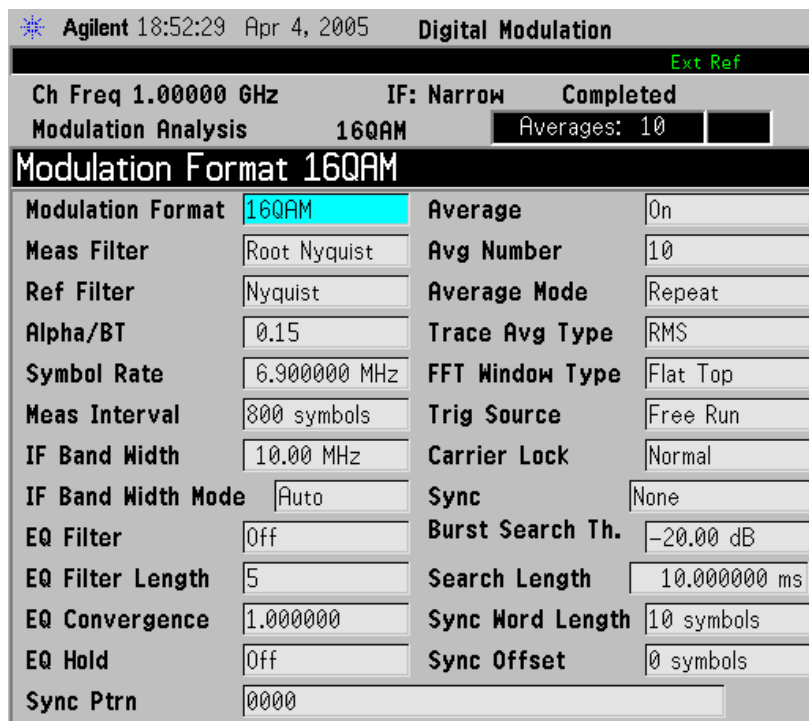 Agilent 18:52:29 Apr 4, 2005 Digital Modulation
Ext Ref
Ch Freq 1.00000 GHz IF: Narrow Completed
Modulation Analysis 16QAM Averages: 10
Modulation Format 16QAM
Modulation Format 16QAM Average On
Meas Filter Root Nyquist Avg Number 10
Ref Filter Nyquist Average Mode Repeat
Alpha/BT 0.15 Trace Avg Type RMS
Symbol Rate 6.900000 MHz FFT Window Type Flat Top
Meas Interval 800 symbols Trig Source Free Run
IF Band Width 10.00 MHz Carrier Lock Normal
IF Band Width Mode Auto Sync None
EQ Filter Off Burst Search Th. -20.00 dB
EQ Filter Length 5 Search Length 10.000000 ms
EQ Convergence 1.000000 Sync Word Length 10 symbols
EQ Hold Off Sync Offset 0 symbols
Sync Ptrn 0000